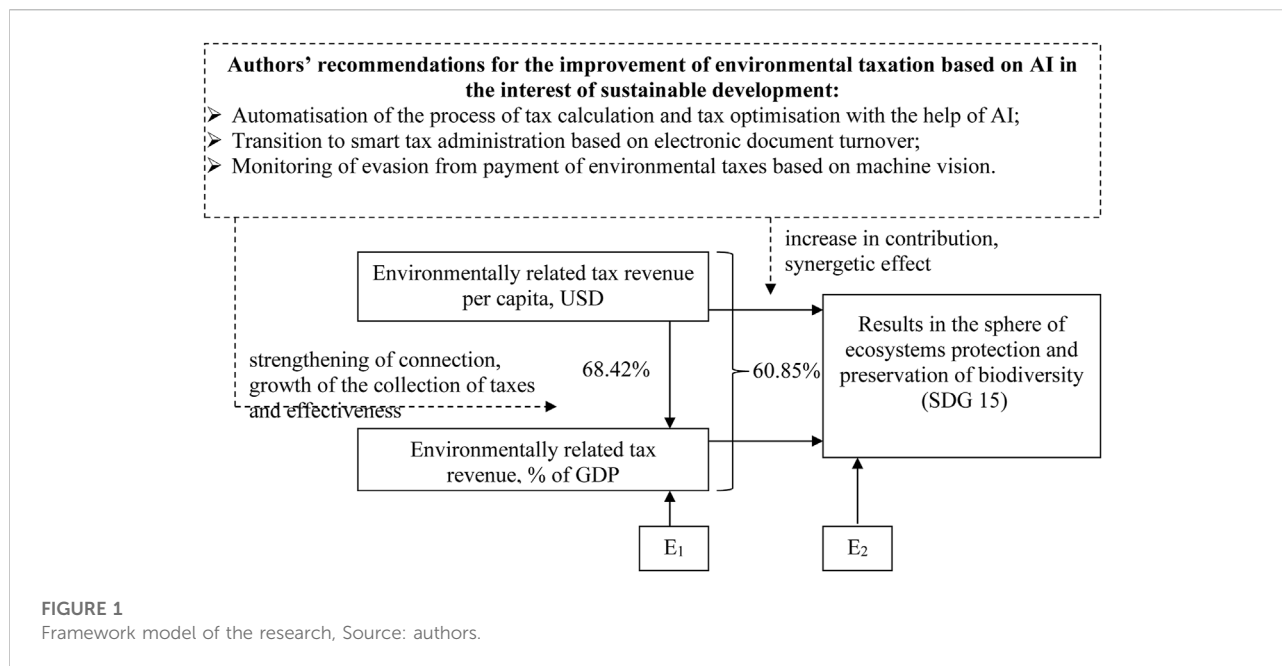 Authors' recommendations for the improvement of environmental taxation based on AI in
the interest of sustainable development:
➢ Automatisation of the process of tax calculation and tax optimisation with the help of AI;
➢ Transition to smart tax administration based on electronic document turnover;
➢ Monitoring of evasion from payment of environmental taxes based on machine vision.
increase in contribution,
synergetic effect
Environmentally related tax revenue
per capita, USD
Results in the sphere of
ecosystems protection and
preservation of biodiversity
(SDG 15)
strengthening of connection,
growth of the collection of taxes
and effectiveness
68.42%
60.85%
Environmentally related tax
revenue, % of GDP
E₁
E₂
FIGURE 1
Framework model of the research, Source: authors.